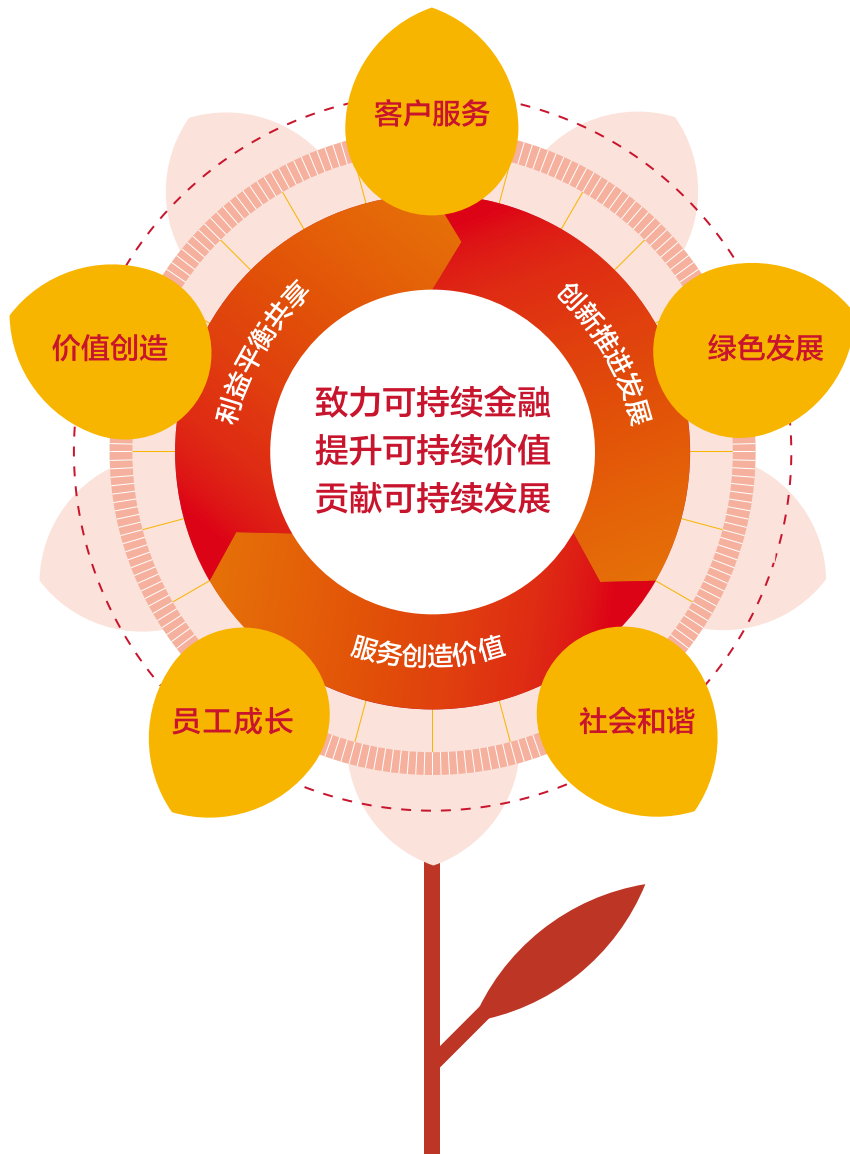 客户服务
绿色发展
社会和谐
员工成长
价值创造
创新推进发展
服务创造价值
利益平衡共享
致力可持续金融
提升可持续价值
贡献可持续发展